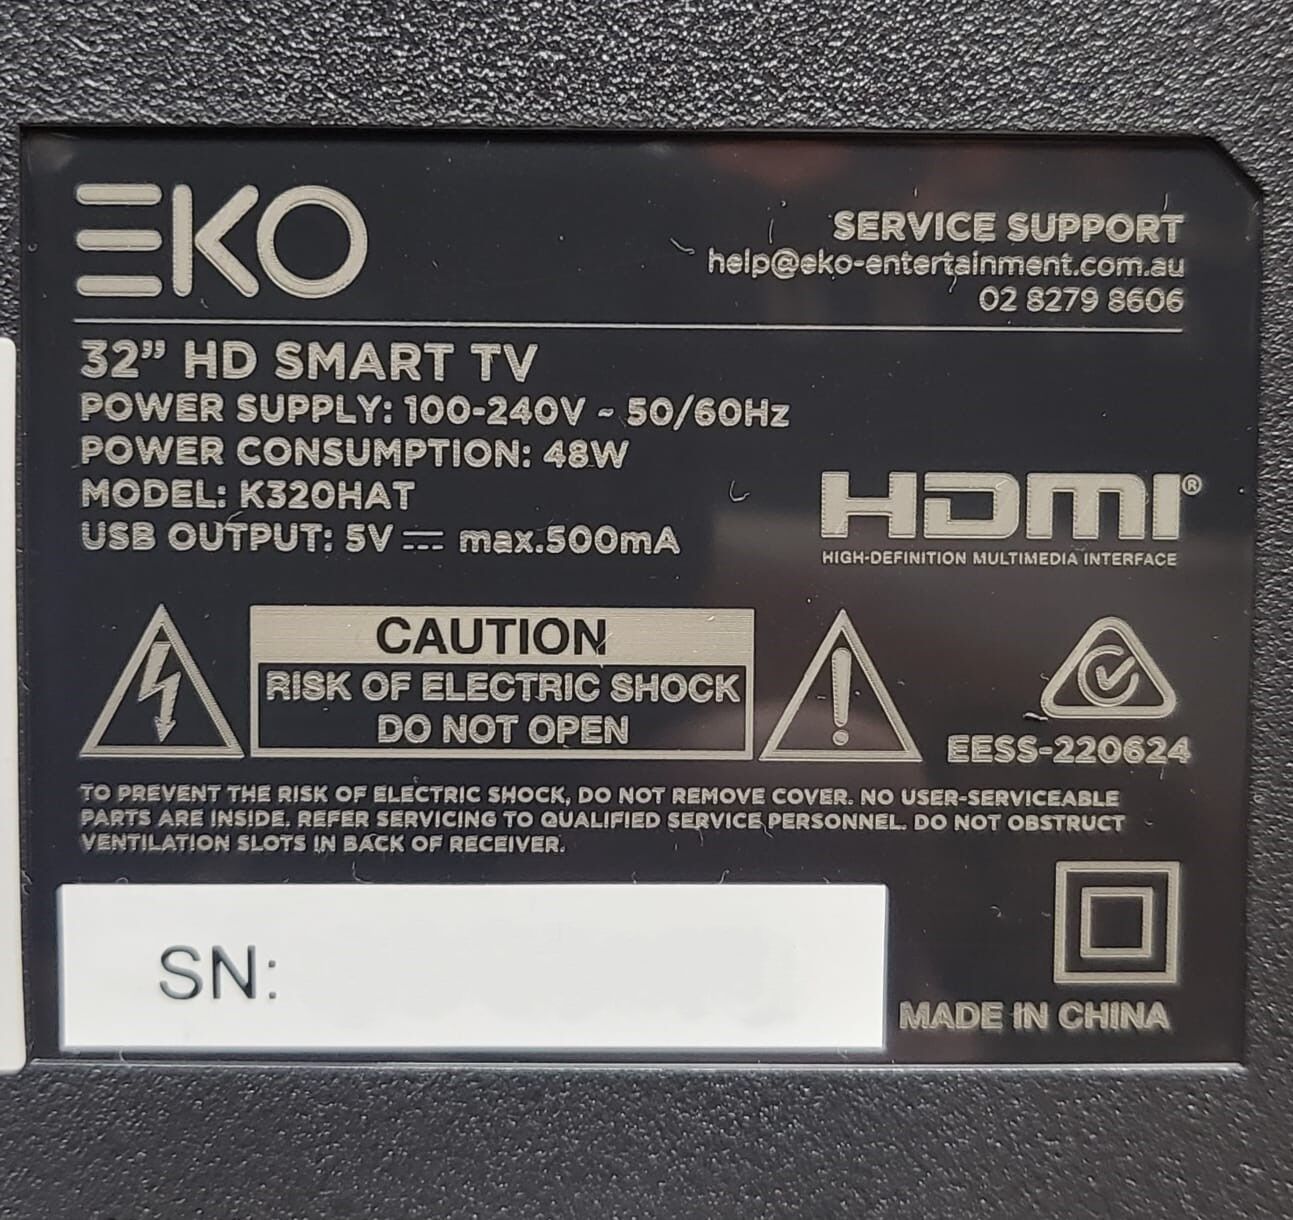 EKO
SERVICE SUPPORT
help@eko-entertainment.com.au
02 8279 8606
32” HD SMART TV
POWER SUPPLY: 100-240V ~ 50/60Hz
POWER CONSUMPTION: 48W
MODEL: K320HAT
USB OUTPUT: 5V ⎓ max.500mA
HDMI®
HIGH-DEFINITION MULTIMEDIA INTERFACE
CAUTION
RISK OF ELECTRIC SHOCK
DO NOT OPEN
EESS-220624
TO PREVENT THE RISK OF ELECTRIC SHOCK, DO NOT REMOVE COVER. NO USER-SERVICEABLE
PARTS ARE INSIDE. REFER SERVICING TO QUALIFIED SERVICE PERSONNEL. DO NOT OBSTRUCT
VENTILATION SLOTS IN BACK OF RECEIVER.
SN:
MADE IN CHINA